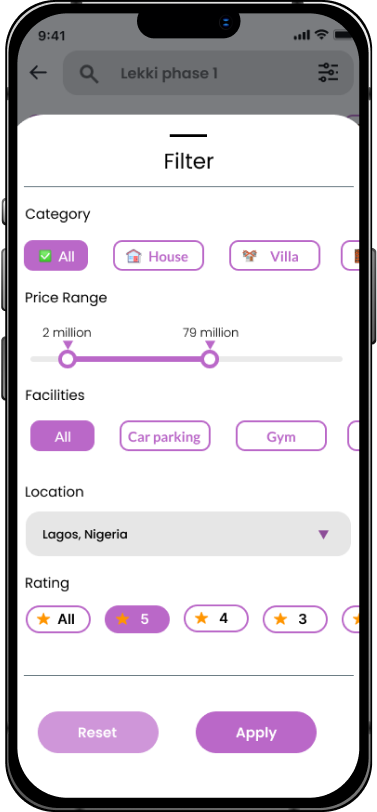 9:41
Lekki phase 1
Filter
Category
All House Villa
Price Range
2 million 79 million
Facilities
All Car parking Gym
Location
Lagos, Nigeria
Rating
All 5 4 3
Reset Apply